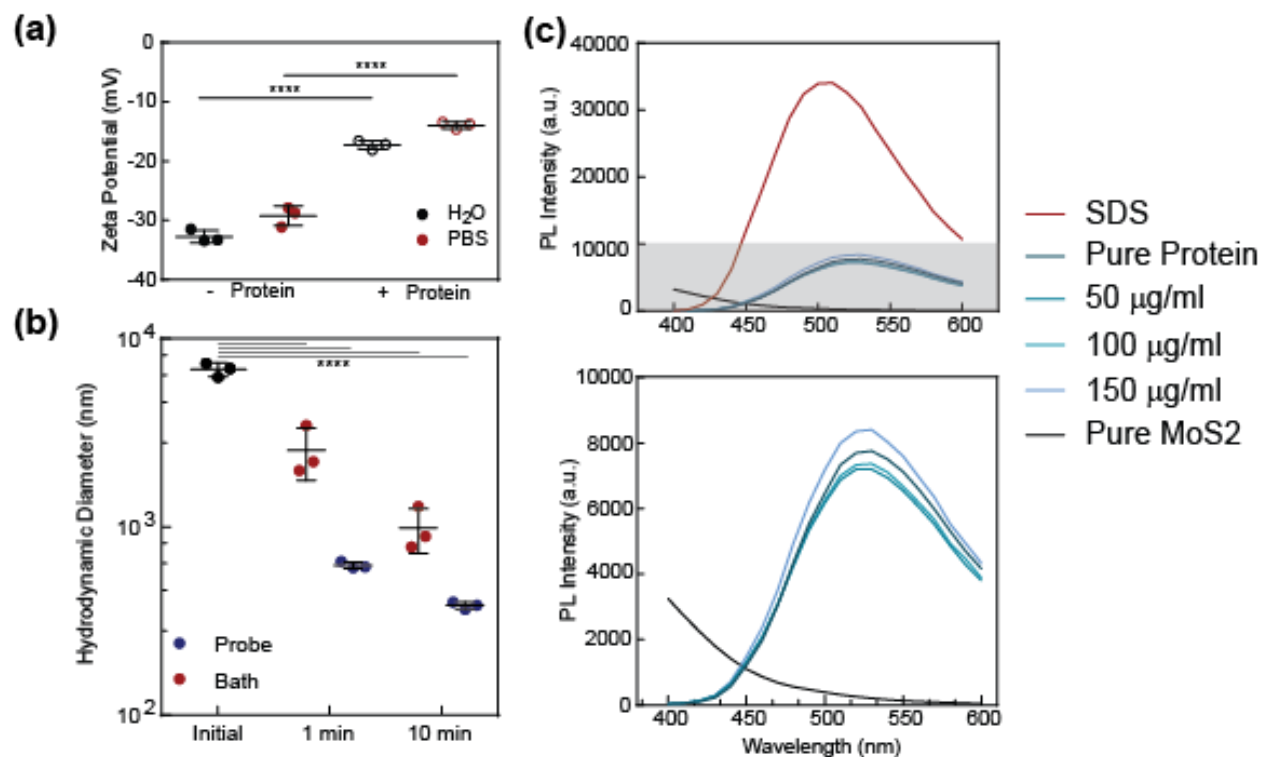 (a)
Zeta Potential (mV)
0
-10
-20
-30
-40
****
****
H2O
PBS
- Protein
+ Protein
(b)
Hydrodynamic Diameter (nm)
10^4
10^3
10^2
****
Probe
Bath
Initial
1 min
10 min
(c)
PL Intensity (a.u.)
40000
30000
20000
10000
0
400
450
500
550
600
PL Intensity (a.u.)
10000
8000
6000
4000
2000
0
400
450
500
550
600
Wavelength (nm)
SDS
Pure Protein
50 μg/ml
100 μg/ml
150 μg/ml
Pure MoS2